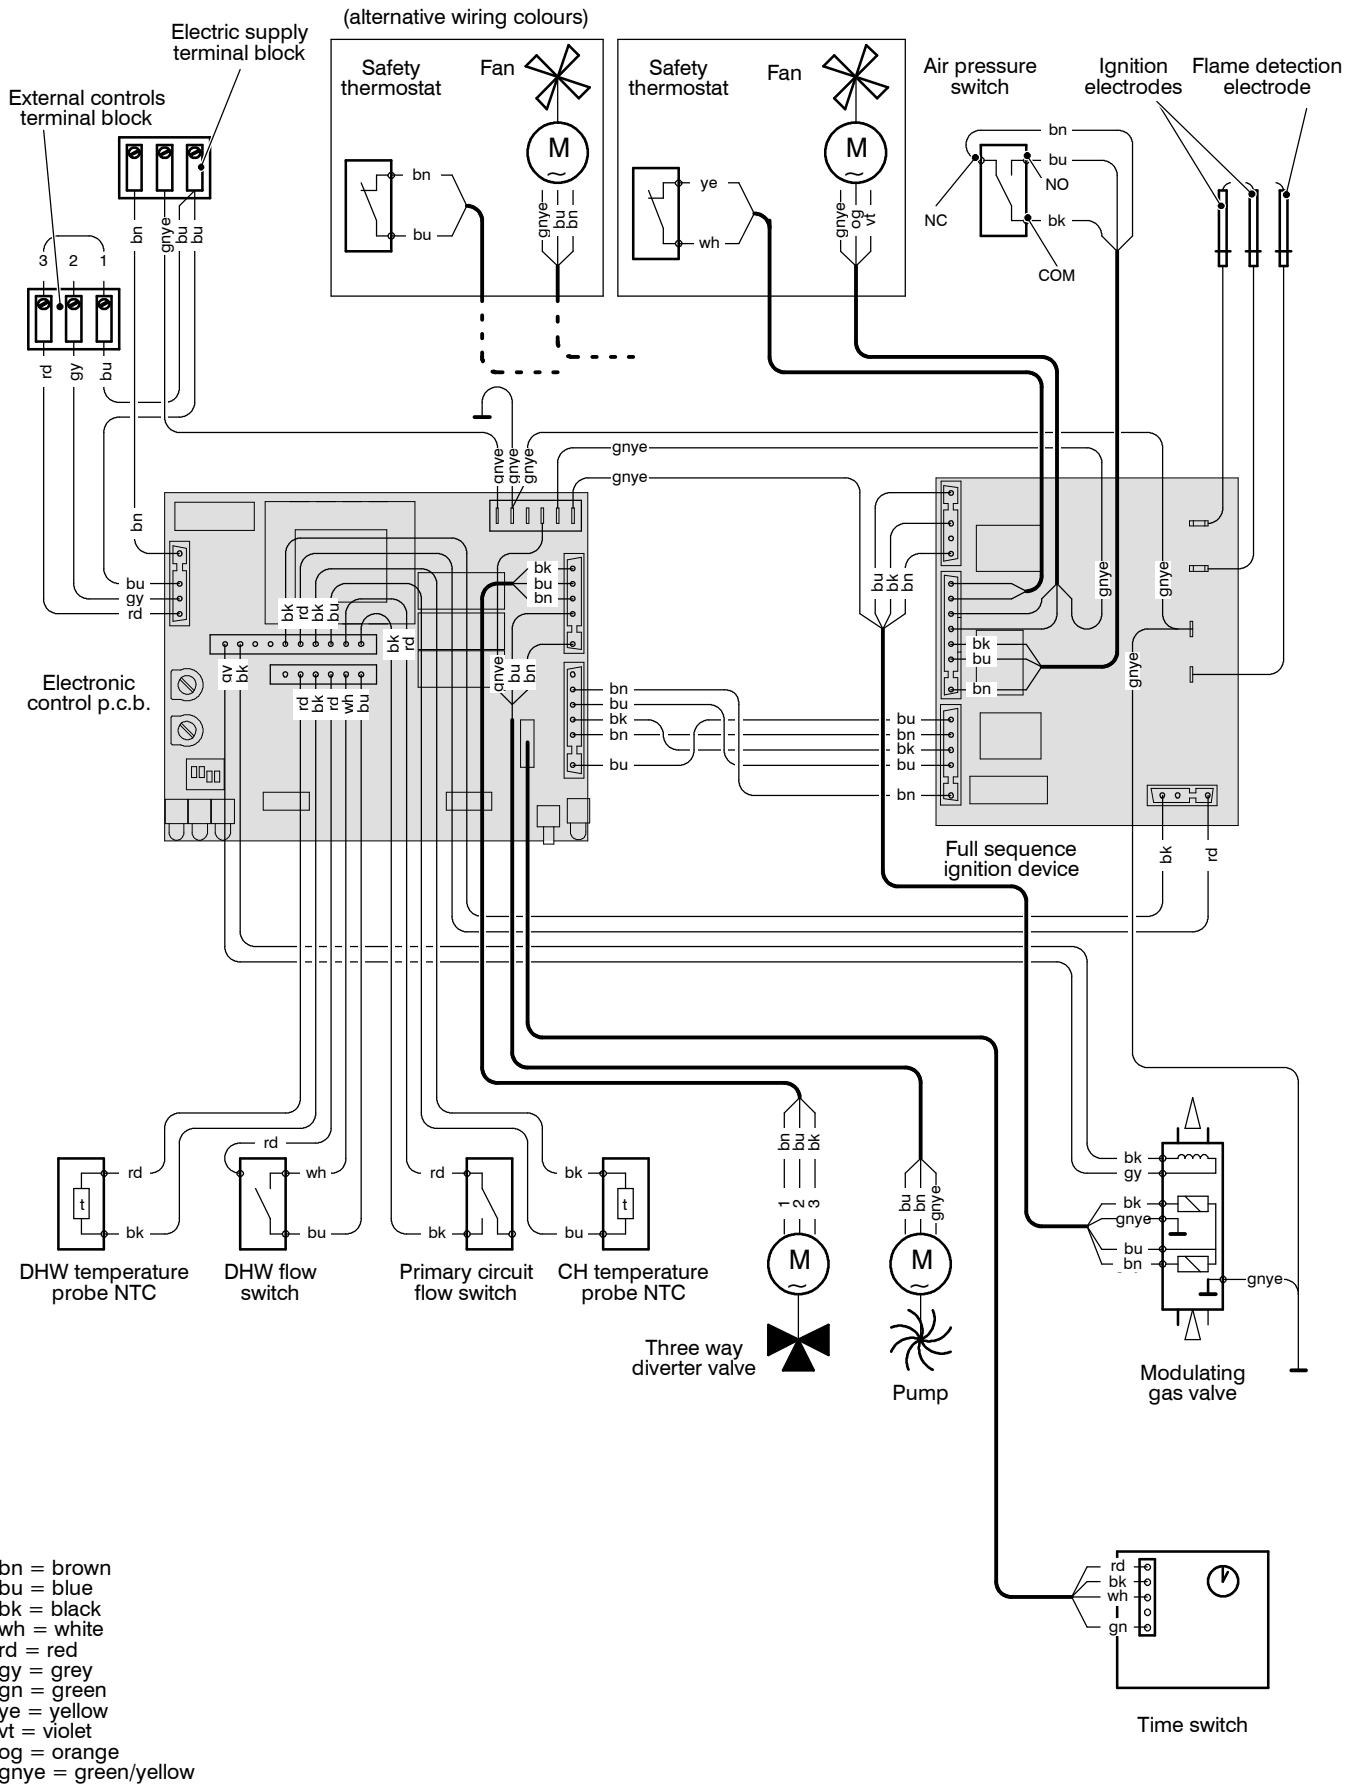 (alternative wiring colours)
Electric supply
terminal block
External controls
terminal block
Safety
thermostat
Fan
M
~
bn
bu
gnye
bu
bn
Safety
thermostat
Fan
M
~
ye
wh
gnye
og
vt
Air pressure
switch
bn
bu
NO
bk
NC
COM
Ignition
electrodes
Flame detection
electrode
bn
gnye
bu
bu
3
2
1
rd
gy
bu
gnye
gnye
gnye
gnye
gnye
bn
bu
gy
rd
bk
rd
bk
bu
bk
rd
bk
rd
bk
rd
wh
bu
bk
bu
bn
gnye
bu
bn
bn
bu
bk
bn
bu
bu
bn
bk
bu
bn
bu
bk
bn
bk
bu
bn
gnye
gnye
gnye
bk
rd
Electronic
control p.c.b.
Full sequence
ignition device
rd
bk
t
DHW temperature
probe NTC
rd
wh
bu
DHW flow
switch
rd
bk
Primary circuit
flow switch
bk
bu
t
CH temperature
probe NTC
bn
bu
bk
1
2
3
M
~
Three way
diverter valve
bu
bn
gnye
M
~
Pump
bk
gy
bk
gnye
bu
bn
gnye
Modulating
gas valve
rd
bk
wh
gn
Time switch
bn = brown
bu = blue
bk = black
wh = white
rd = red
gy = grey
gn = green
ye = yellow
vt = violet
og = orange
gnye = green/yellow